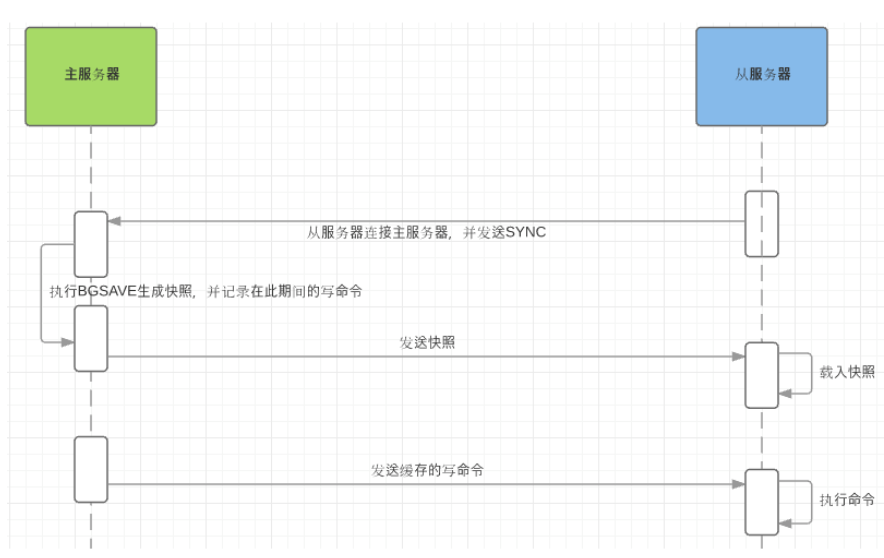 主服务器
从服务器
从服务器连接主服务器，并发送SYNC
执行BGSAVE生成快照，并记录在此期间的写命令
发送快照
载入快照
发送缓存的写命令
执行命令